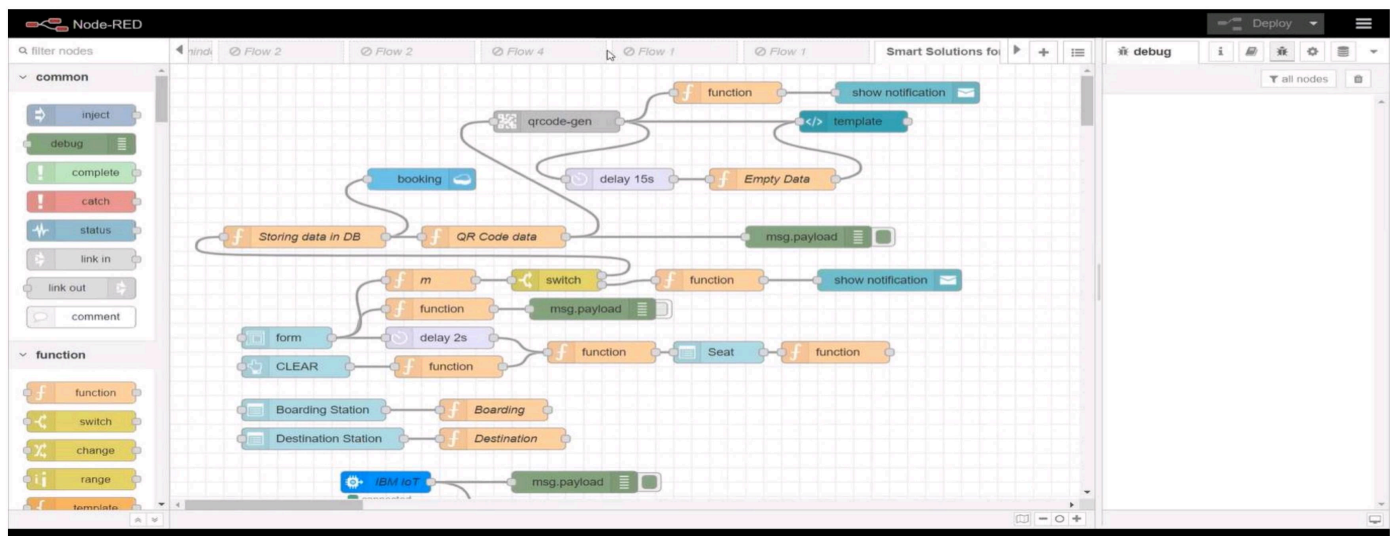 Node-RED
Deploy
filter nodes
Flow 2
Flow 2
Flow 4
Flow 1
Flow 1
Smart Solutions for
debug
i
all nodes
common
inject
debug
complete
catch
status
link in
link out
comment
function
function
switch
change
range
template
function
show notification
qrcode-gen
template
booking
delay 15s
Empty Data
Storing data in DB
QR Code data
msg.payload
m
switch
function
show notification
function
msg.payload
form
delay 2s
function
Seat
function
CLEAR
function
Boarding Station
Boarding
Destination Station
Destination
IBM IoT
msg.payload
connected